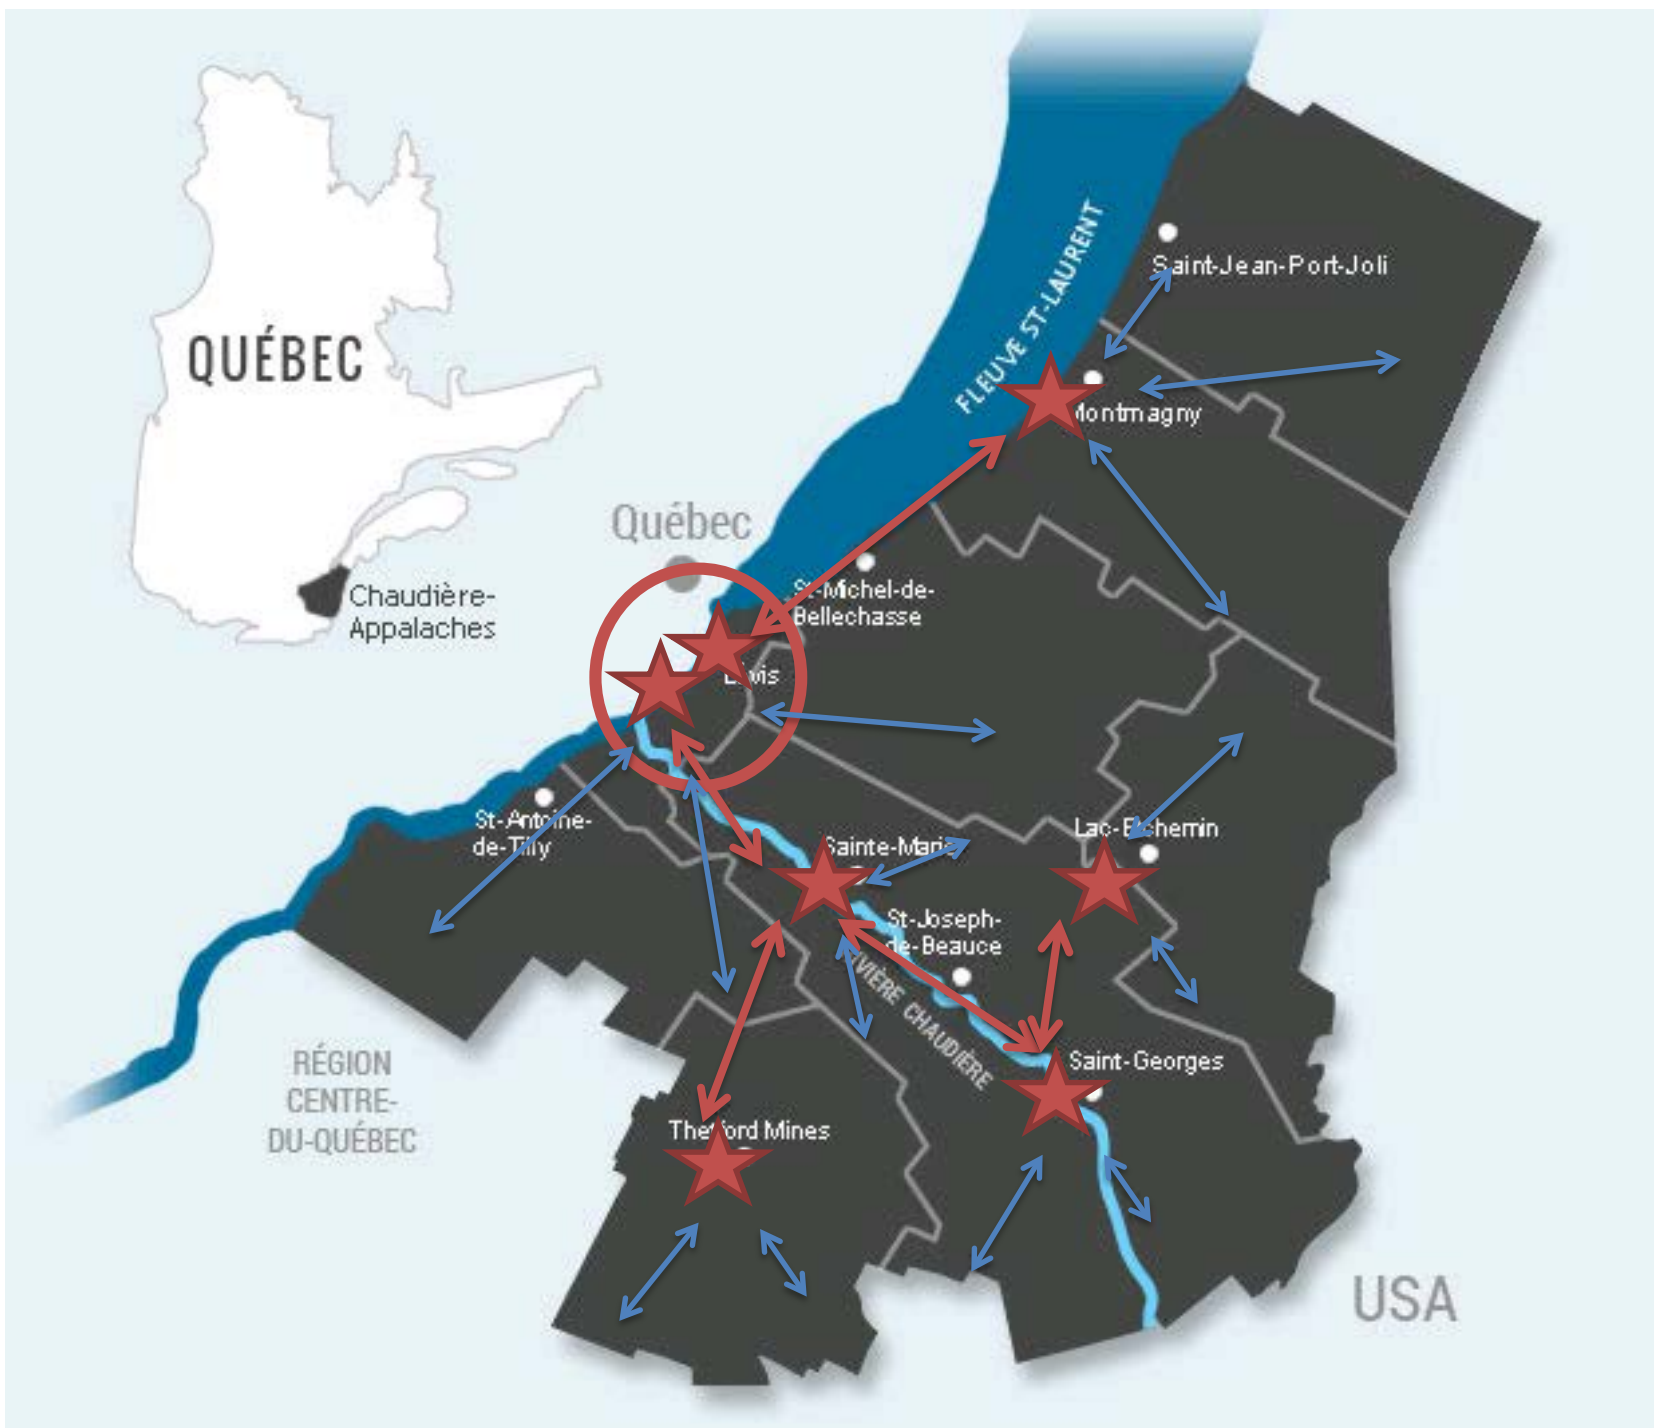 QUÉBEC
Chaudière-
Appalaches
Québec
FLEUVE ST-LAURENT
Saint-Jean-Port-Joli
Montmagny
St-Michel-de-
Bellechasse
Lévis
St-Antoine-
de-Tilly
Sainte-Marie
Lac-Etchemin
St-Joseph-
de-Beauce
RIVIÈRE CHAUDIÈRE
Saint-Georges
RÉGION
CENTRE-
DU-QUÉBEC
Thetford Mines
USA